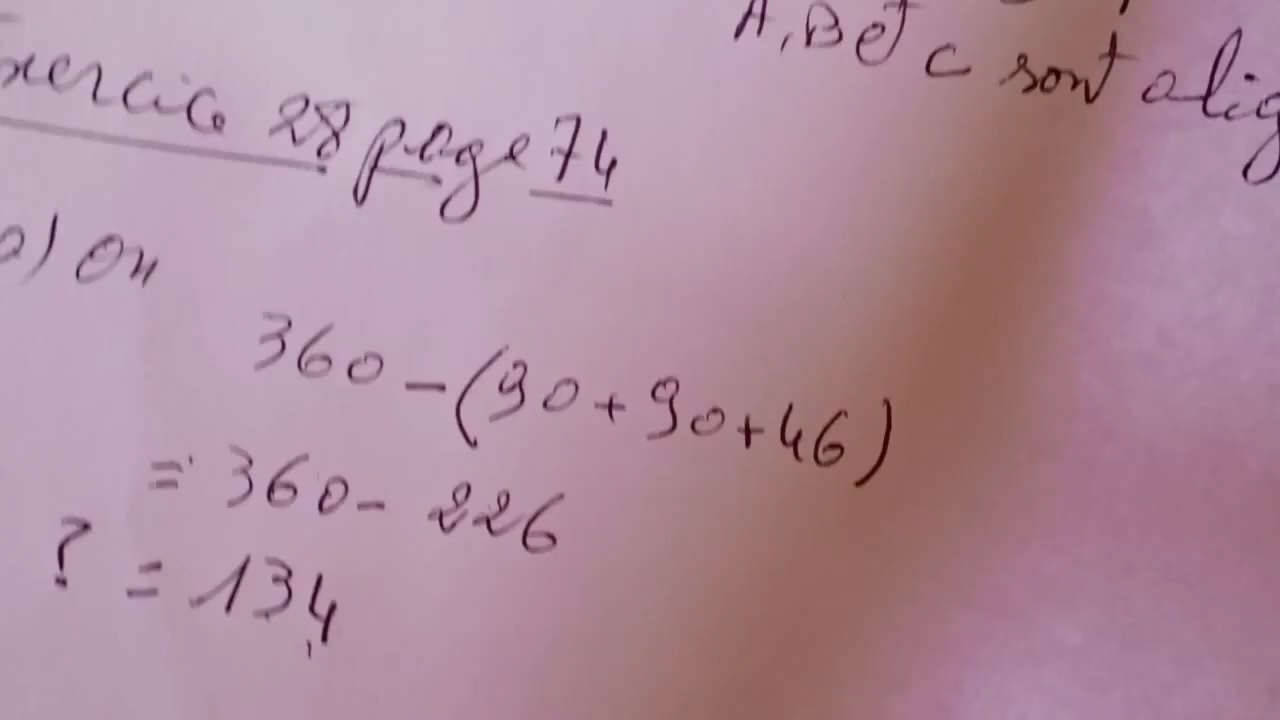 A, B et C sont alig
xercice 28 page 74
a) On
360 - (90 + 90 + 46)
= 360 - 226
? = 134